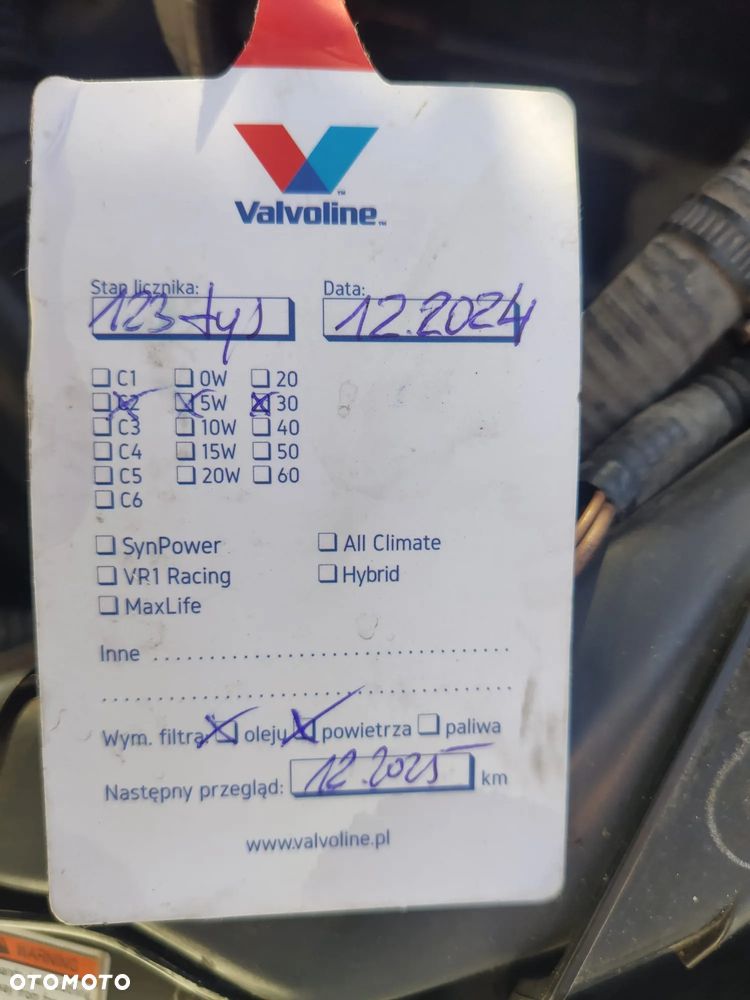 Valvoline™
Stan licznika: Data:
123 tys 12.2024
☐ C1 ☐ 0W ☐ 20
☒ C2 ☒ 5W ☒ 30
☐ C3 ☐ 10W ☐ 40
☐ C4 ☐ 15W ☐ 50
☐ C5 ☐ 20W ☐ 60
☐ C6
☐ SynPower ☐ All Climate
☐ VR1 Racing ☐ Hybrid
☐ MaxLife
Inne ........................................
........................................
Wym. filtra: ☒ oleju ☒ powietrza ☐ paliwa
Następny przegląd: 12.2025 km
www.valvoline.pl
WARNING
OTOMOTO